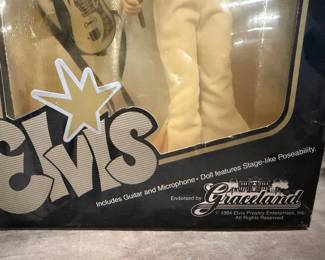 ELVIS
Includes Guitar and Microphone • Doll features Stage-like Poseability.
Endorsed by Graceland
© 1984 Elvis Presley Enterprises, Inc.
All Rights Reserved.